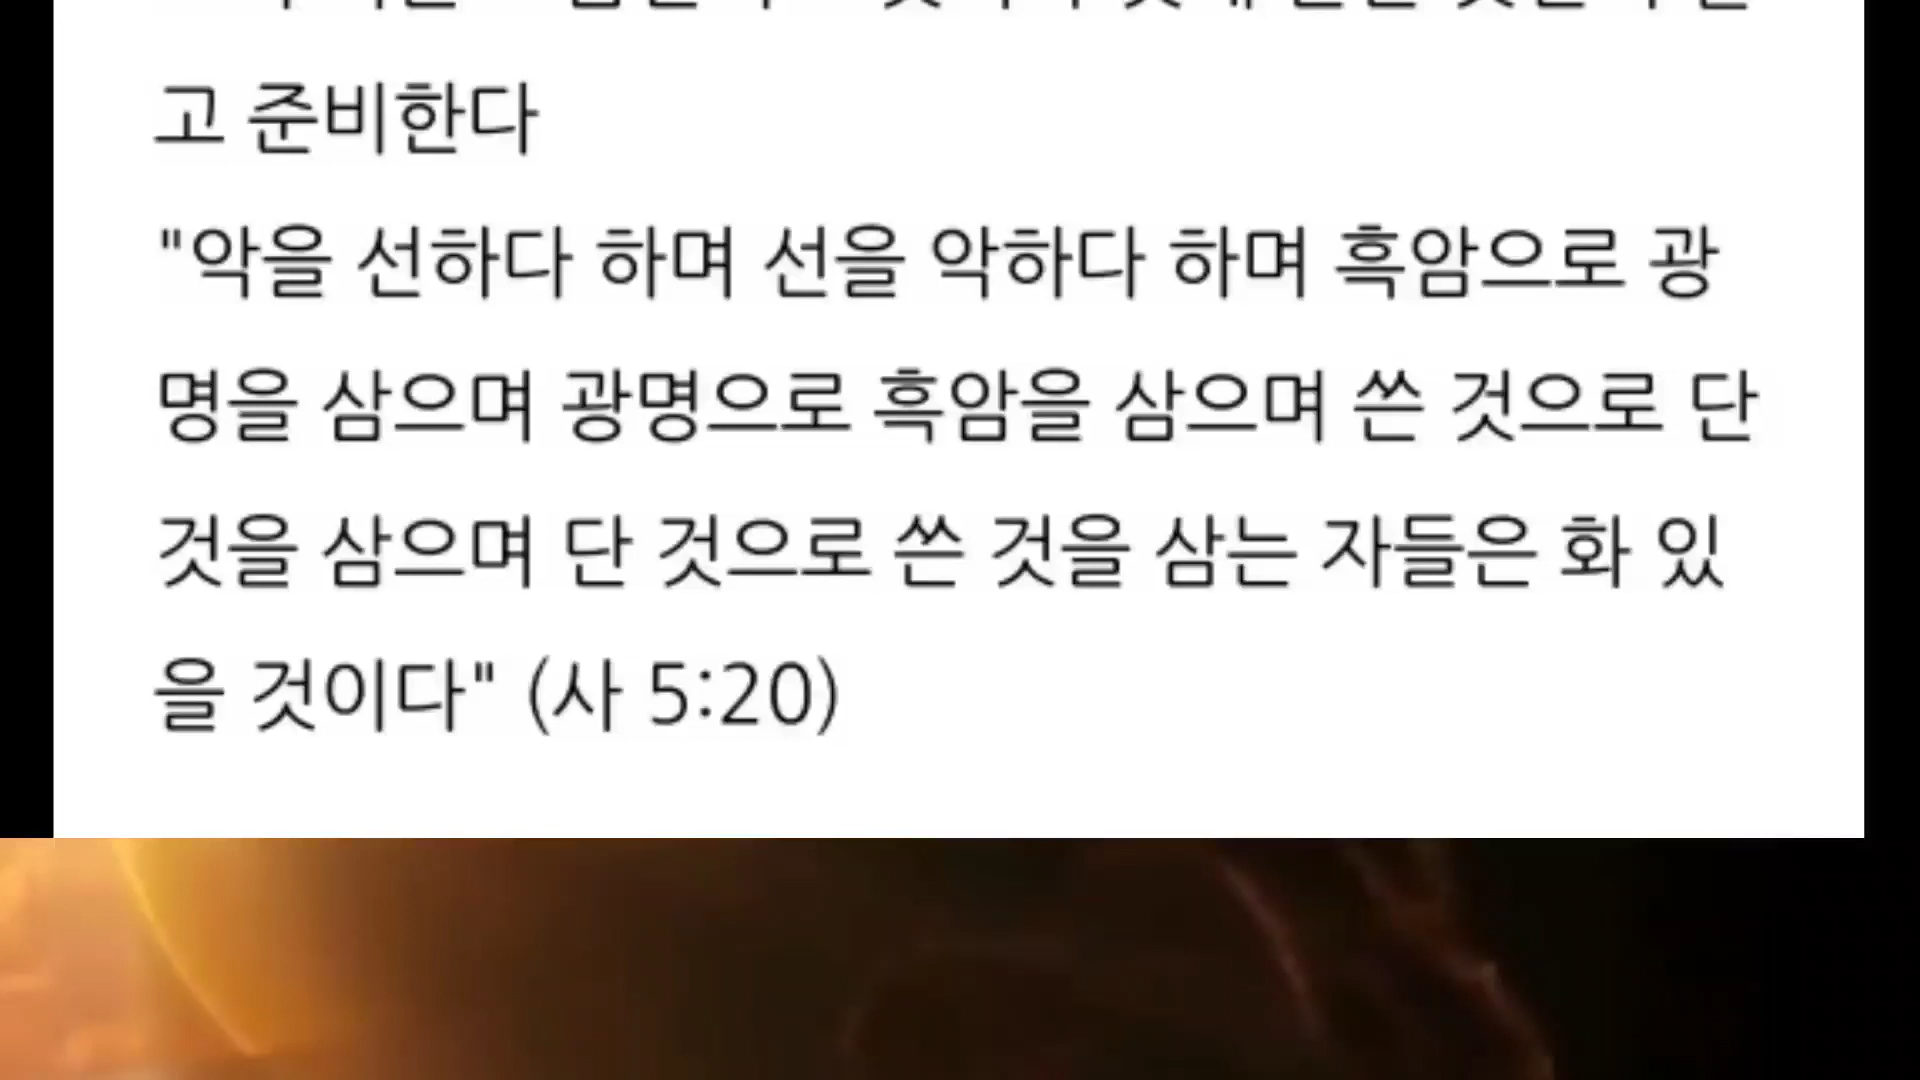 고 준비한다
"악을 선하다 하며 선을 악하다 하며 흑암으로 광
명을 삼으며 광명으로 흑암을 삼으며 쓴 것으로 단
것을 삼으며 단 것으로 쓴 것을 삼는 자들은 화 있
을 것이다" (사 5:20)